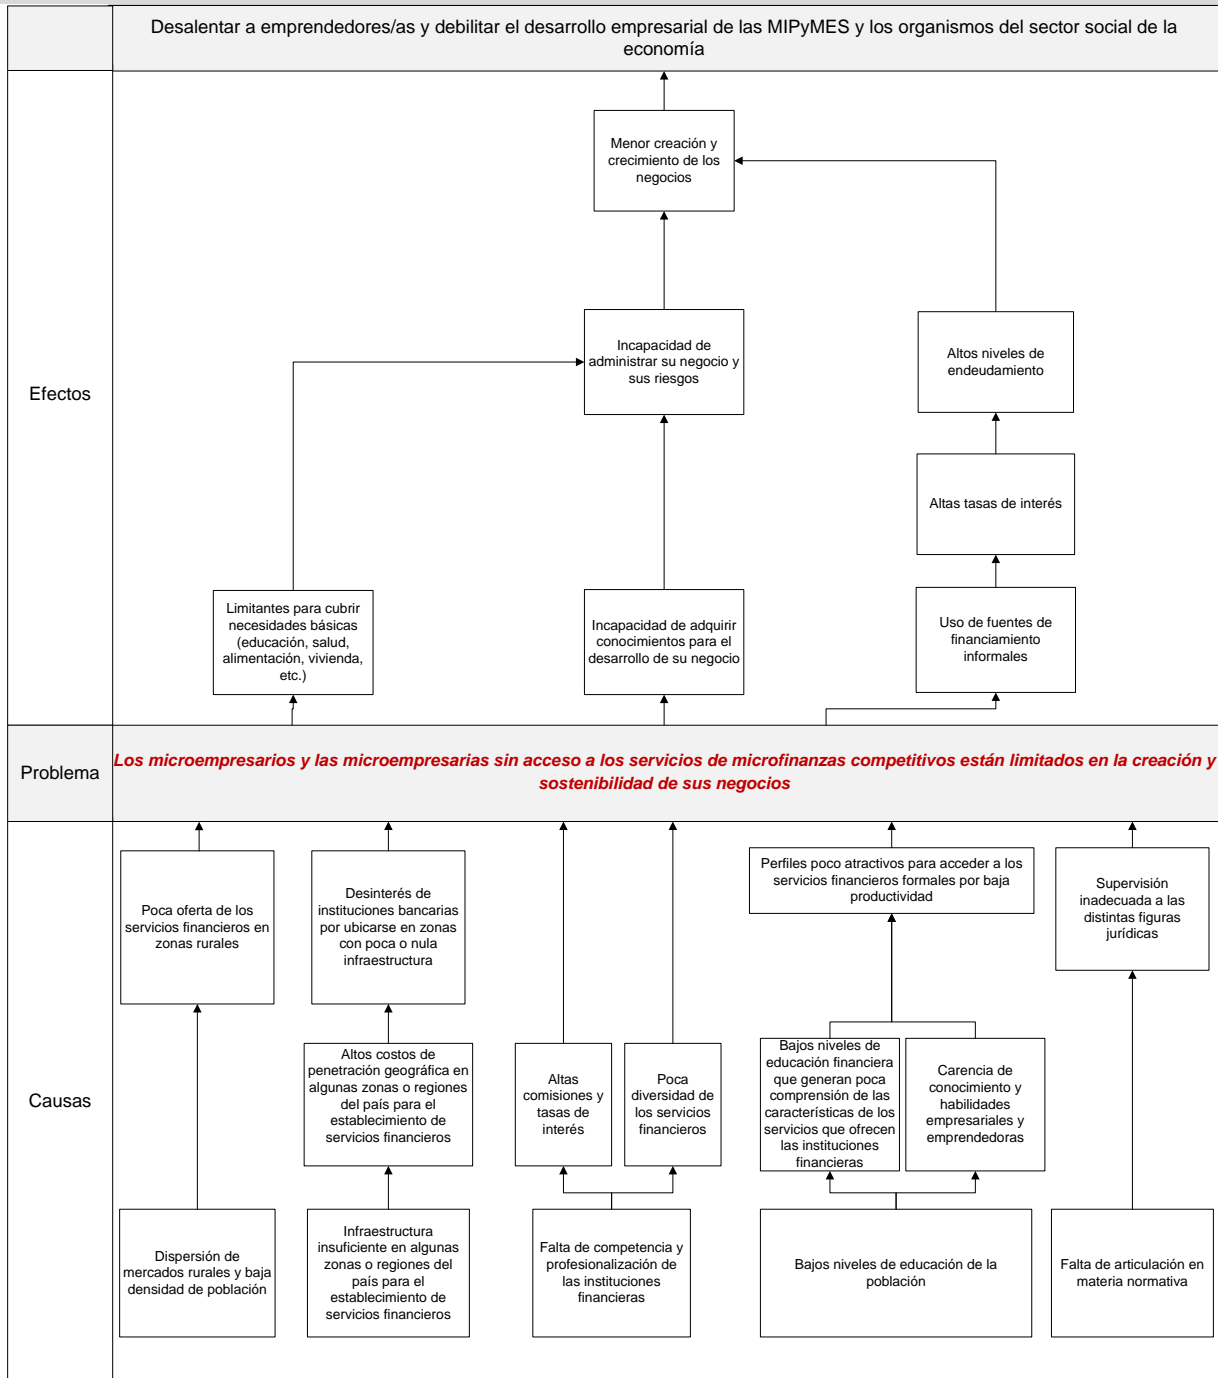 Desalentar a emprendedores/as y debilitar el desarrollo empresarial de las MIPyMES y los organismos del sector social de la
economía
Efectos
Menor creación y
crecimiento de los
negocios
Incapacidad de
administrar su negocio y
sus riesgos
Altos niveles de
endeudamiento
Altas tasas de interés
Limitantes para cubrir
necesidades básicas
(educación, salud,
alimentación, vivienda,
etc.)
Incapacidad de adquirir
conocimientos para el
desarrollo de su negocio
Uso de fuentes de
financiamiento
informales
Problema
Los microempresarios y las microempresarias sin acceso a los servicios de microfinanzas competitivos están limitados en la creación y
sostenibilidad de sus negocios
Causas
Poca oferta de los
servicios financieros en
zonas rurales
Desinterés de
instituciones bancarias
por ubicarse en zonas
con poca o nula
infraestructura
Perfiles poco atractivos para acceder a los
servicios financieros formales por baja
productividad
Supervisión
inadecuada a las
distintas figuras
jurídicas
Altos costos de
penetración geográfica en
algunas zonas o regiones
del país para el
establecimiento de
servicios financieros
Altas
comisiones y
tasas de
interés
Poca
diversidad de
los servicios
financieros
Bajos niveles de
educación financiera
que generan poca
comprensión de las
características de los
servicios que ofrecen
las instituciones
financieras
Carencia de
conocimiento y
habilidades
empresariales y
emprendedoras
Dispersión de
mercados rurales y baja
densidad de población
Infraestructura
insuficiente en algunas
zonas o regiones del
país para el
establecimiento de
servicios financieros
Falta de competencia y
profesionalización de
las instituciones
financieras
Bajos niveles de educación de la
población
Falta de articulación en
materia normativa